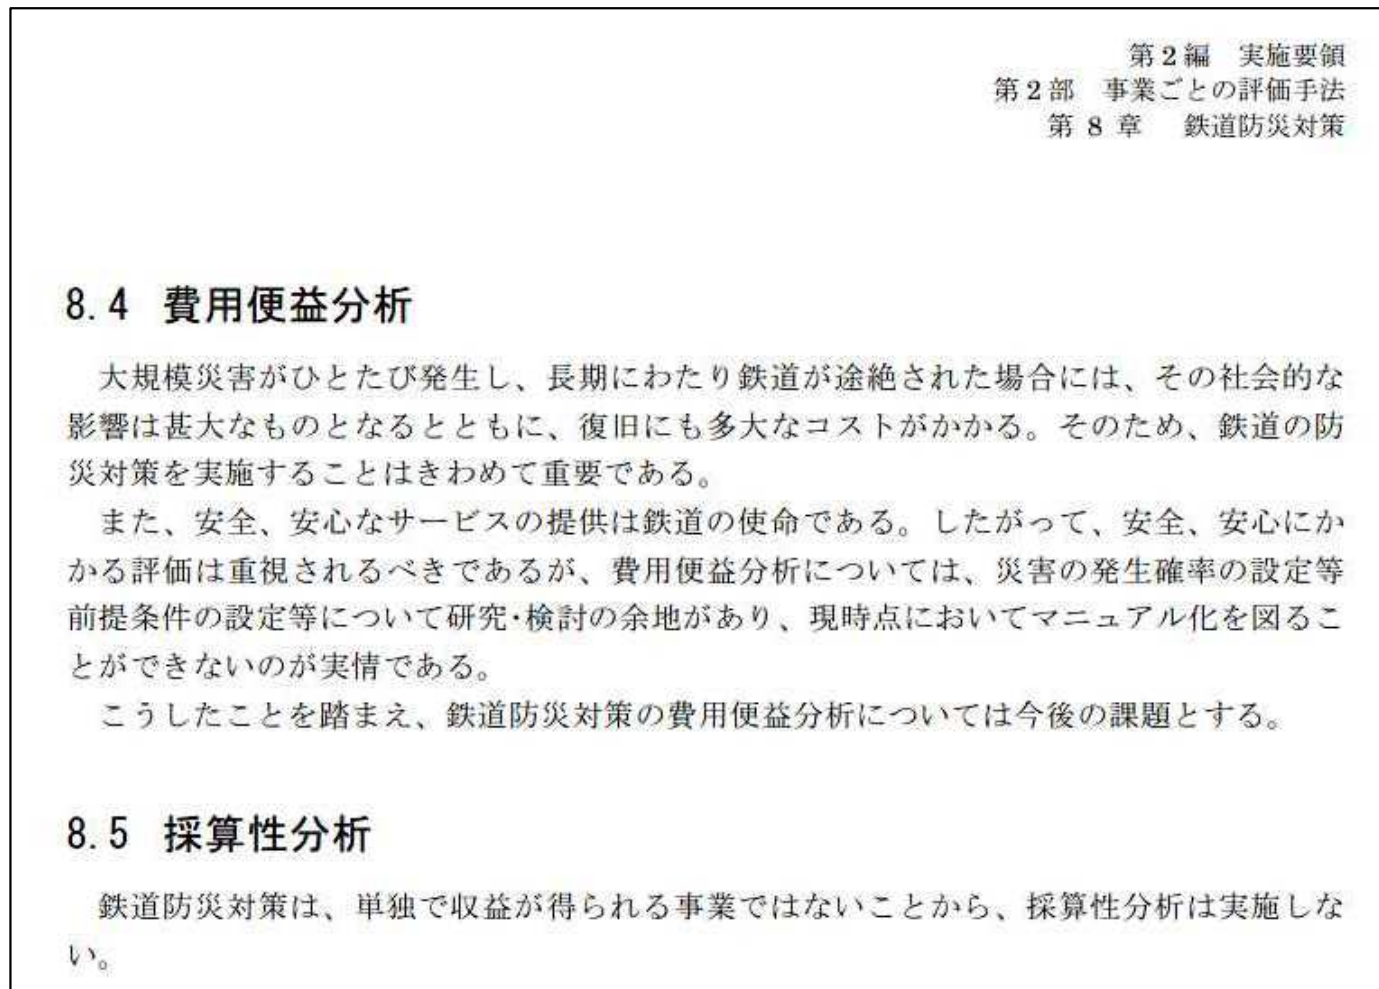 第2編 実施要領
第2部 事業ごとの評価手法
第 8 章 鉄道防災対策
8.4 費用便益分析
大規模災害がひとたび発生し、長期にわたり鉄道が途絶された場合には、その社会的な
影響は甚大なものとなるとともに、復旧にも多大なコストがかかる。そのため、鉄道の防
災対策を実施することはきわめて重要である。
また、安全、安心なサービスの提供は鉄道の使命である。したがって、安全、安心にか
かる評価は重視されるべきであるが、費用便益分析については、災害の発生確率の設定等
前提条件の設定等について研究・検討の余地があり、現時点においてマニュアル化を図るこ
とができないのが実情である。
こうしたことを踏まえ、鉄道防災対策の費用便益分析については今後の課題とする。
8.5 採算性分析
鉄道防災対策は、単独で収益が得られる事業ではないことから、採算性分析は実施しな
い。